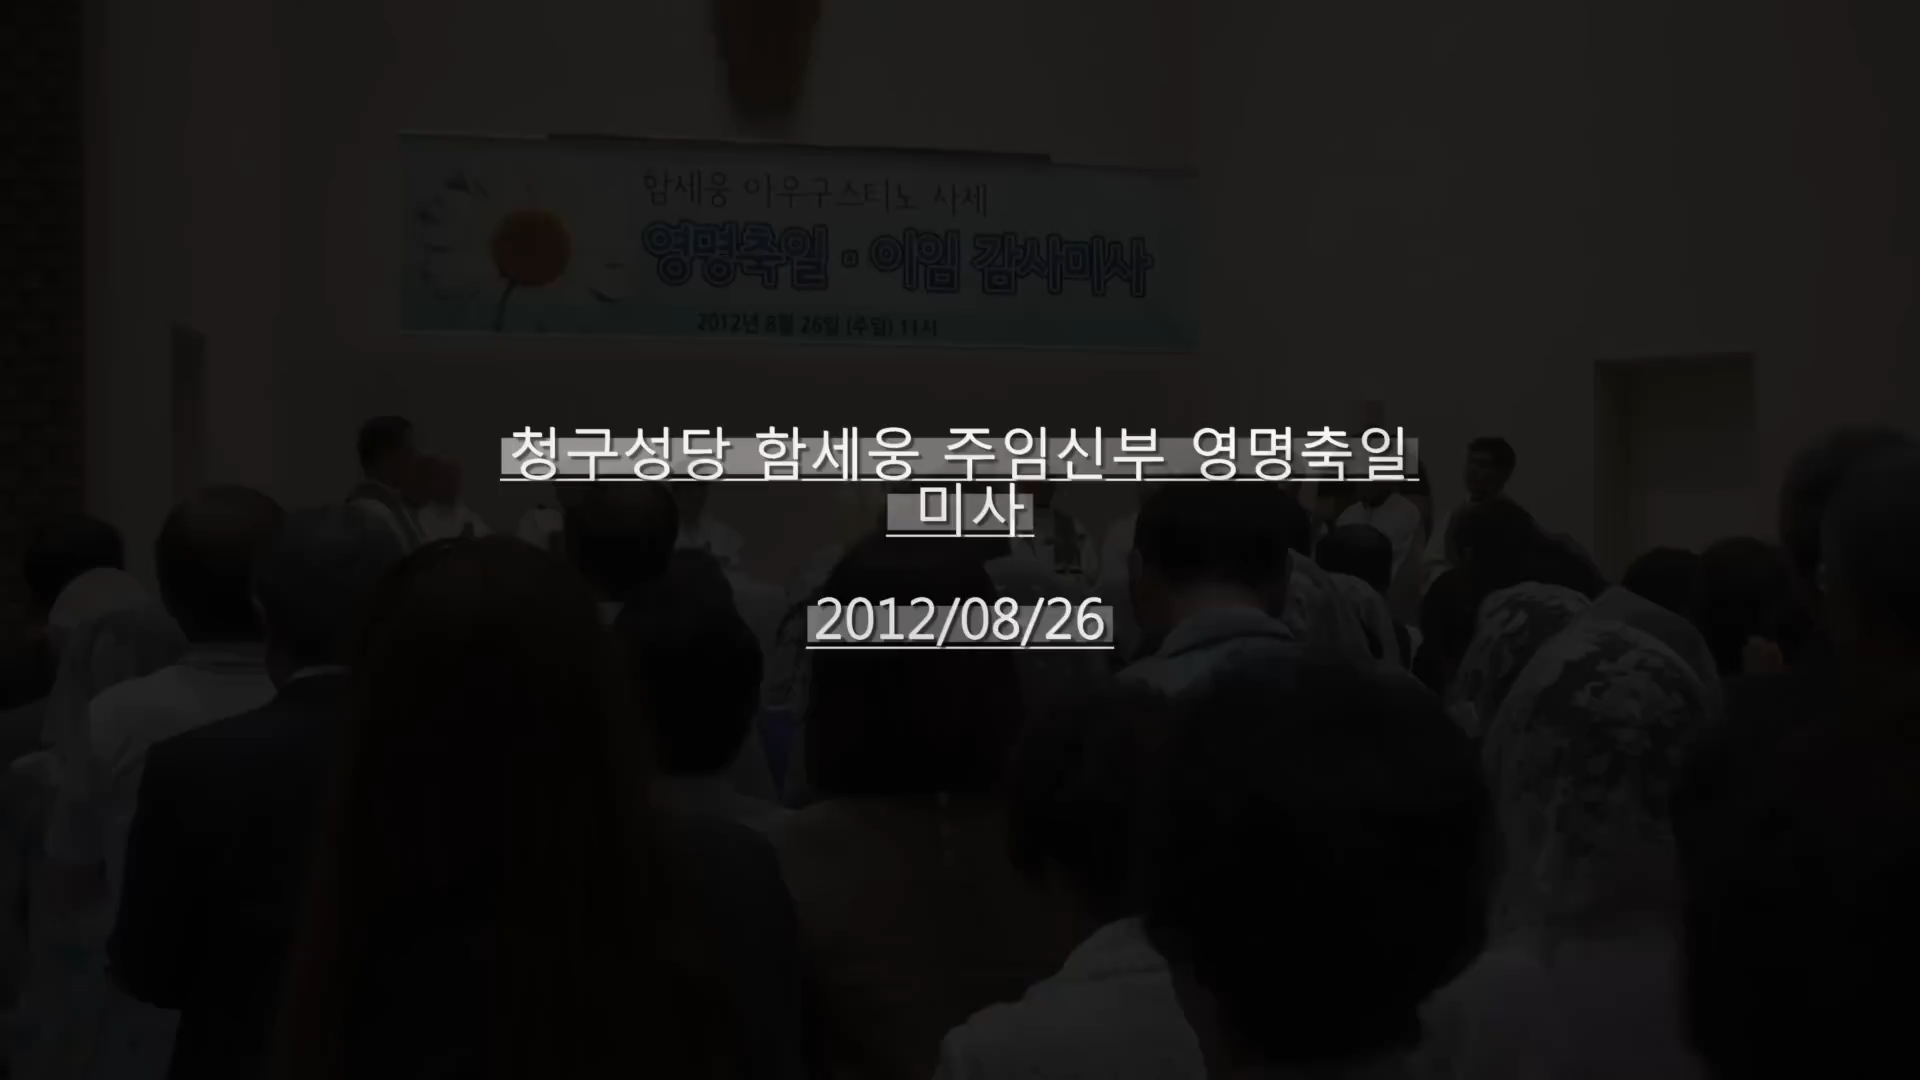 함세웅 아우구스티노 사제
영명축일 · 이임 감사미사
2012년 8월 26일 (주일) 11시
청구성당 함세웅 주임신부 영명축일
미사
2012/08/26